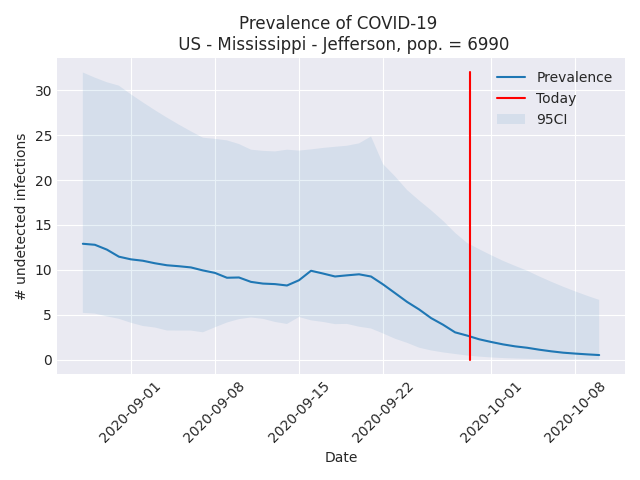 Prevalence of COVID-19
US - Mississippi - Jefferson, pop. = 6990
Prevalence
Today
95CI
# undetected infections
30
25
20
15
10
5
0
2020-09-01
2020-09-08
2020-09-15
2020-09-22
2020-10-01
2020-10-08
Date